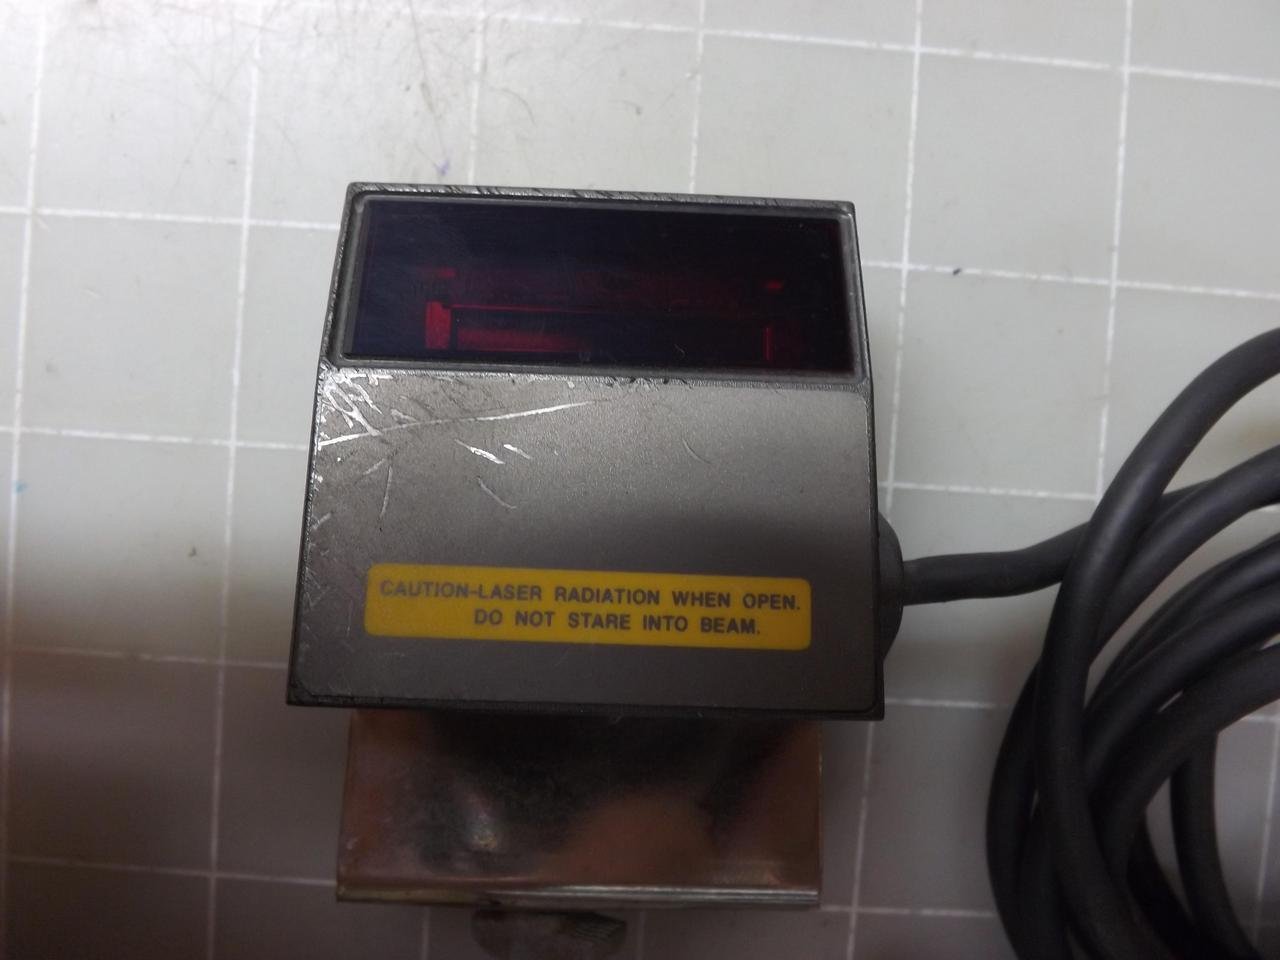 CAUTION-LASER RADIATION WHEN OPEN.
DO NOT STARE INTO BEAM.